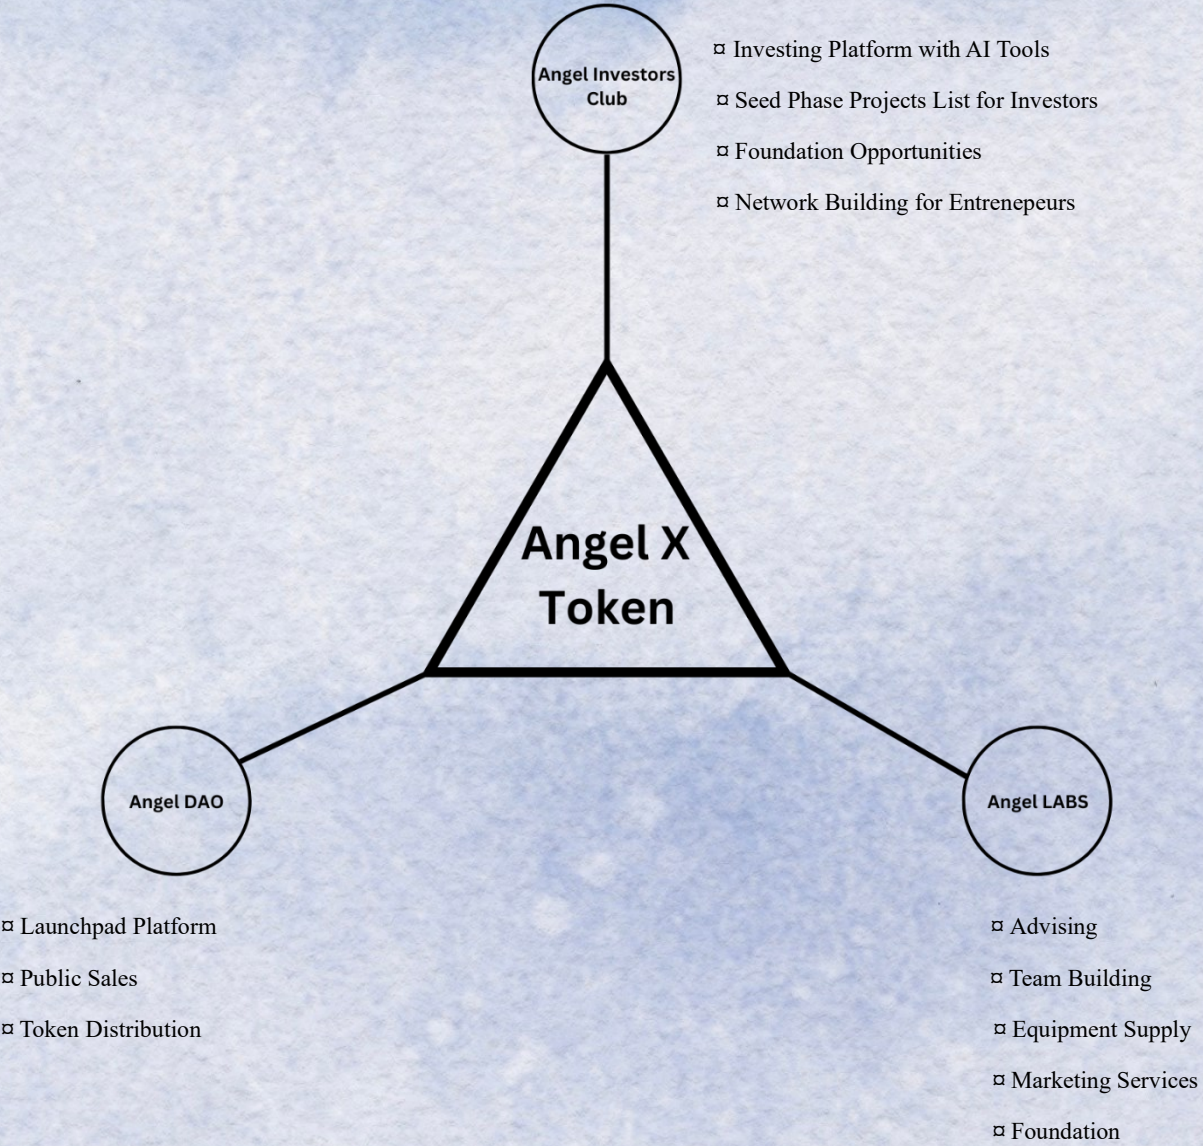 Angel Investors
Club
¤ Investing Platform with AI Tools
¤ Seed Phase Projects List for Investors
¤ Foundation Opportunities
¤ Network Building for Entrenepeurs
Angel X
Token
Angel DAO
¤ Launchpad Platform
¤ Public Sales
¤ Token Distribution
Angel LABS
¤ Advising
¤ Team Building
¤ Equipment Supply
¤ Marketing Services
¤ Foundation